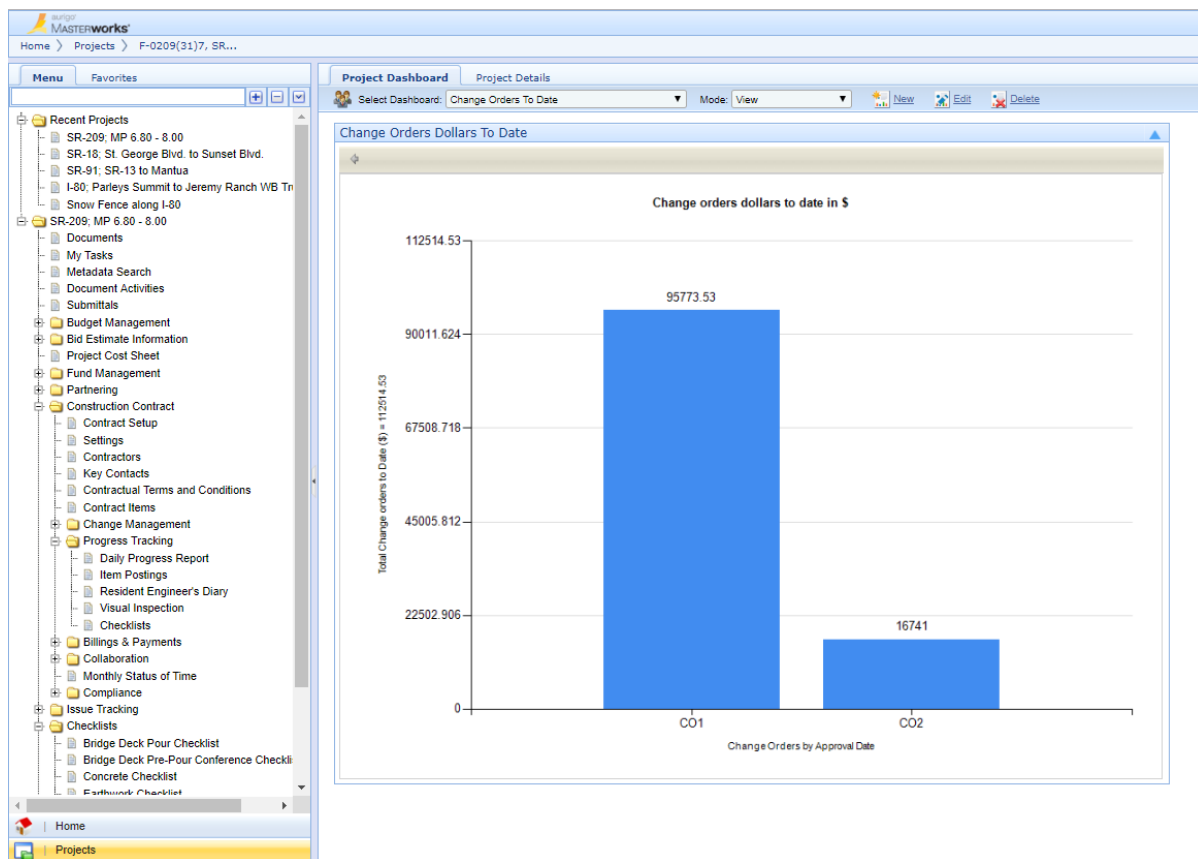 aurigo
MASTERworks'
Home 〉 Projects 〉 F-0209(31)7, SR...
Menu Favorites
Recent Projects
SR-209; MP 6.80 - 8.00
SR-18; St. George Blvd. to Sunset Blvd.
SR-91; SR-13 to Mantua
I-80; Parleys Summit to Jeremy Ranch WB Tr
Snow Fence along I-80
SR-209; MP 6.80 - 8.00
Documents
My Tasks
Metadata Search
Document Activities
Submittals
Budget Management
Bid Estimate Information
Project Cost Sheet
Fund Management
Partnering
Construction Contract
Contract Setup
Settings
Contractors
Key Contacts
Contractual Terms and Conditions
Contract Items
Change Management
Progress Tracking
Daily Progress Report
Item Postings
Resident Engineer's Diary
Visual Inspection
Checklists
Billings & Payments
Collaboration
Monthly Status of Time
Compliance
Issue Tracking
Checklists
Bridge Deck Pour Checklist
Bridge Deck Pre-Pour Conference Checkli
Concrete Checklist
Earthwork Checklist
| Home
| Projects
Project Dashboard Project Details
Select Dashboard: Change Orders To Date Mode: View New Edit Delete
Change Orders Dollars To Date
Change orders dollars to date in $
Total Change orders to Date ($) = 112514.53
112514.53
95773.53
90011.624
67508.718
45005.812
22502.906
16741
0
CO1 CO2
Change Orders by Approval Date